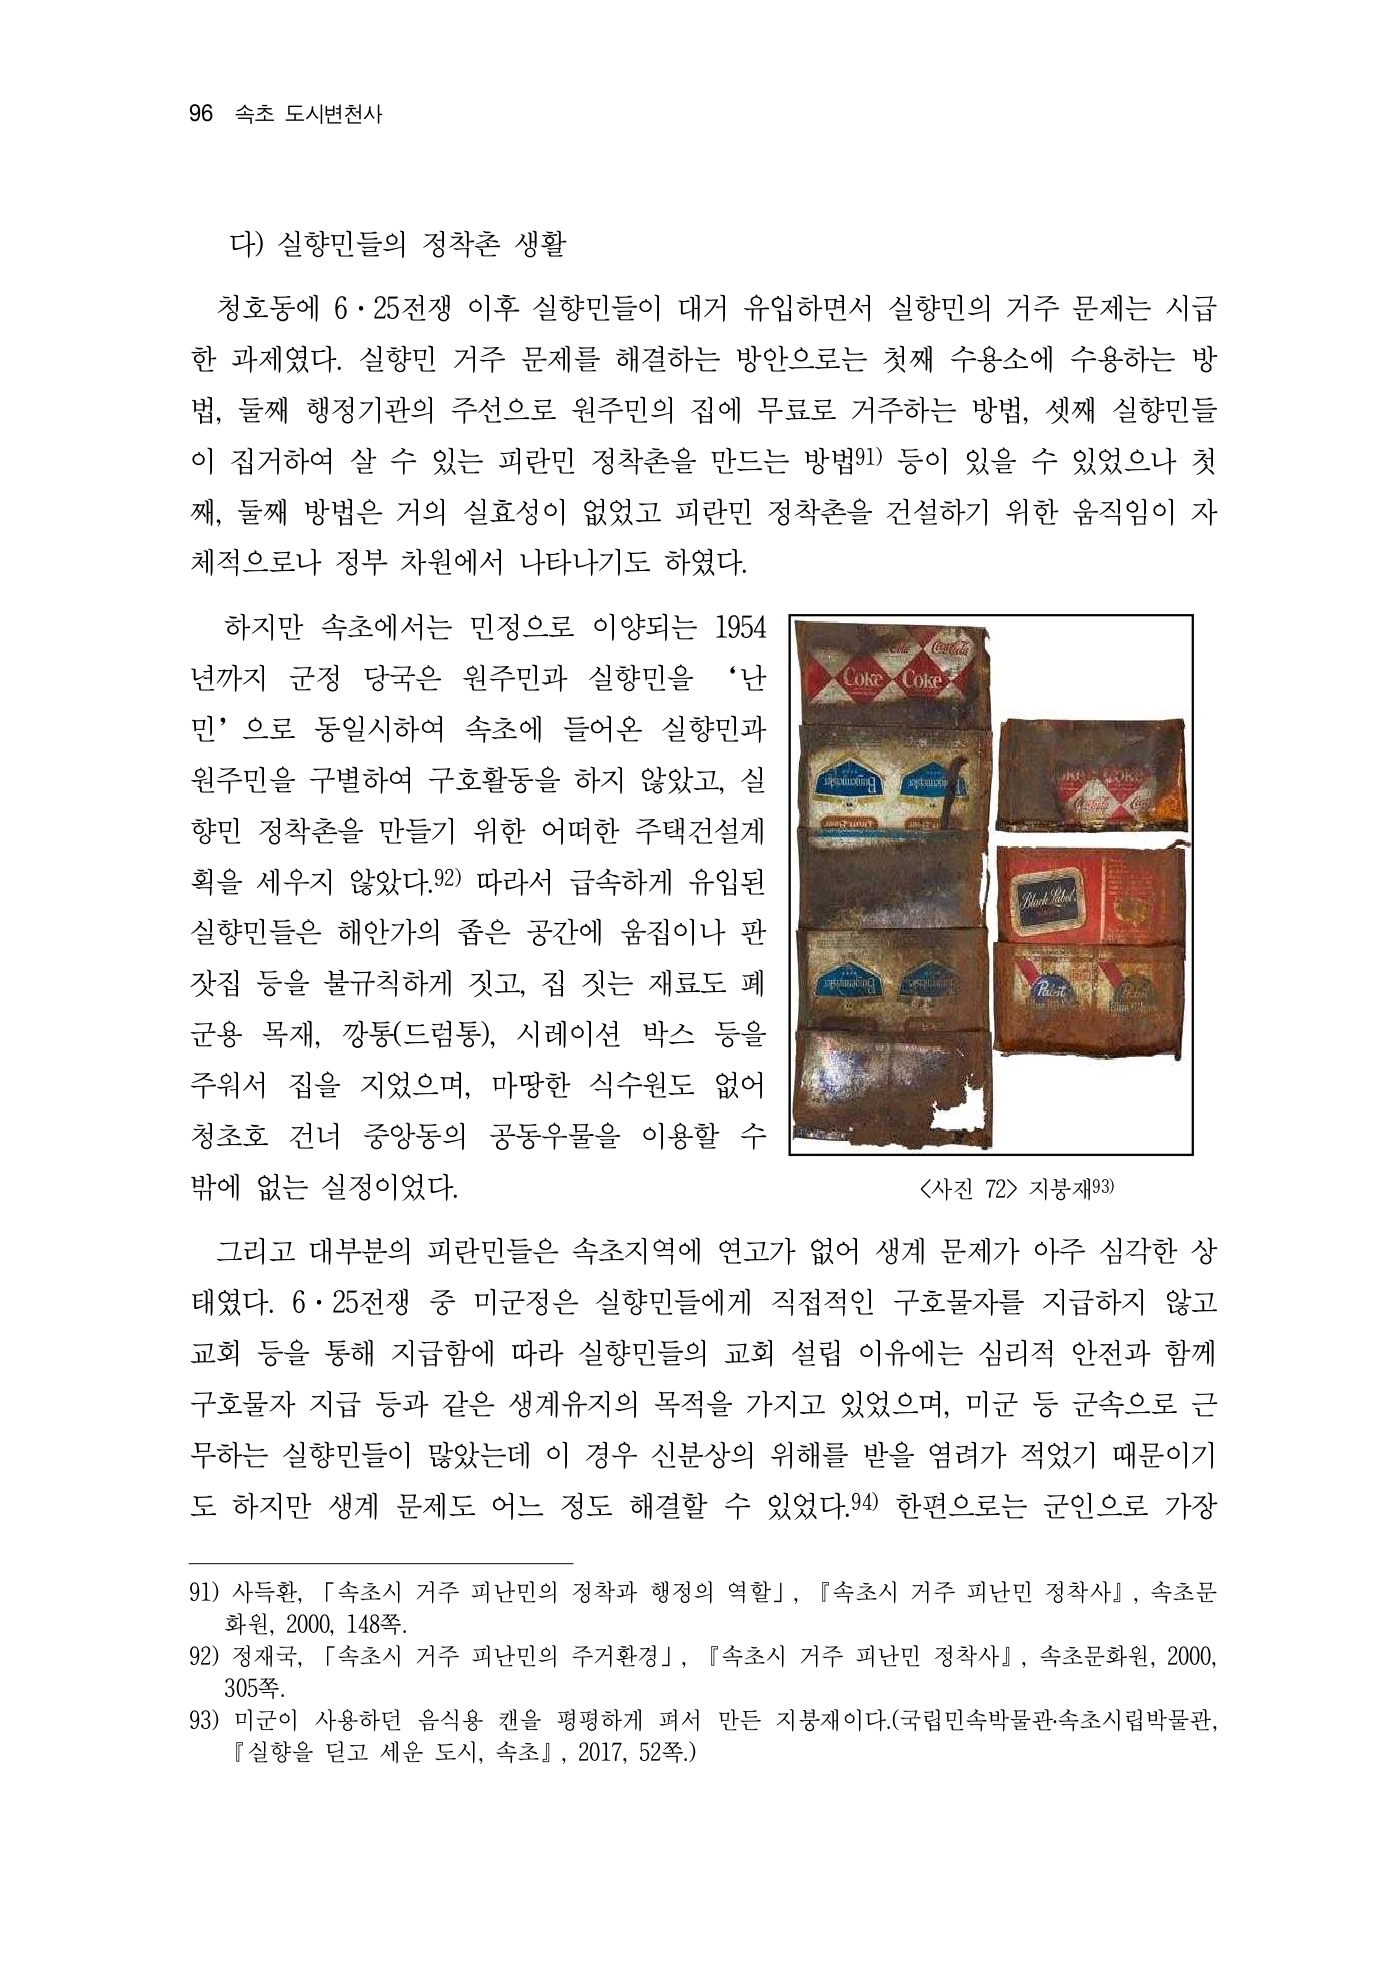 96 속초 도시변천사
다) 실향민들의 정착촌 생활
청호동에 6·25전쟁 이후 실향민들이 대거 유입하면서 실향민의 거주 문제는 시급
한 과제였다. 실향민 거주 문제를 해결하는 방안으로는 첫째 수용소에 수용하는 방
법, 둘째 행정기관의 주선으로 원주민의 집에 무료로 거주하는 방법, 셋째 실향민들
이 집거하여 살 수 있는 피란민 정착촌을 만드는 방법91) 등이 있을 수 있었으나 첫
째, 둘째 방법은 거의 실효성이 없었고 피란민 정착촌을 건설하기 위한 움직임이 자
체적으로나 정부 차원에서 나타나기도 하였다.
하지만 속초에서는 민정으로 이양되는 1954
년까지 군정 당국은 원주민과 실향민을 ‘난
민’으로 동일시하여 속초에 들어온 실향민과
원주민을 구별하여 구호활동을 하지 않았고, 실
향민 정착촌을 만들기 위한 어떠한 주택건설계
획을 세우지 않았다.92) 따라서 급속하게 유입된
실향민들은 해안가의 좁은 공간에 움집이나 판
잣집 등을 불규칙하게 짓고, 집 짓는 재료도 폐
군용 목재, 깡통(드럼통), 시레이션 박스 등을
주워서 집을 지었으며, 마땅한 식수원도 없어
청초호 건너 중앙동의 공동우물을 이용할 수
밖에 없는 실정이었다.
Coca-Cola
Coke Coke
Burgermeister
Burgermeister
Black Label
Pabst
<사진 72> 지붕재93)
그리고 대부분의 피란민들은 속초지역에 연고가 없어 생계 문제가 아주 심각한 상
태였다. 6·25전쟁 중 미군정은 실향민들에게 직접적인 구호물자를 지급하지 않고
교회 등을 통해 지급함에 따라 실향민들의 교회 설립 이유에는 심리적 안전과 함께
구호물자 지급 등과 같은 생계유지의 목적을 가지고 있었으며, 미군 등 군속으로 근
무하는 실향민들이 많았는데 이 경우 신분상의 위해를 받을 염려가 적었기 때문이기
도 하지만 생계 문제도 어느 정도 해결할 수 있었다.94) 한편으로는 군인으로 가장
91) 사득환, 「속초시 거주 피난민의 정착과 행정의 역할」, 『속초시 거주 피난민 정착사』, 속초문
화원, 2000, 148쪽.
92) 정재국, 「속초시 거주 피난민의 주거환경」, 『속초시 거주 피난민 정착사』, 속초문화원, 2000,
305쪽.
93) 미군이 사용하던 음식용 캔을 평평하게 펴서 만든 지붕재이다.(국립민속박물관·속초시립박물관,
『실향을 딛고 세운 도시, 속초』, 2017, 52쪽.)